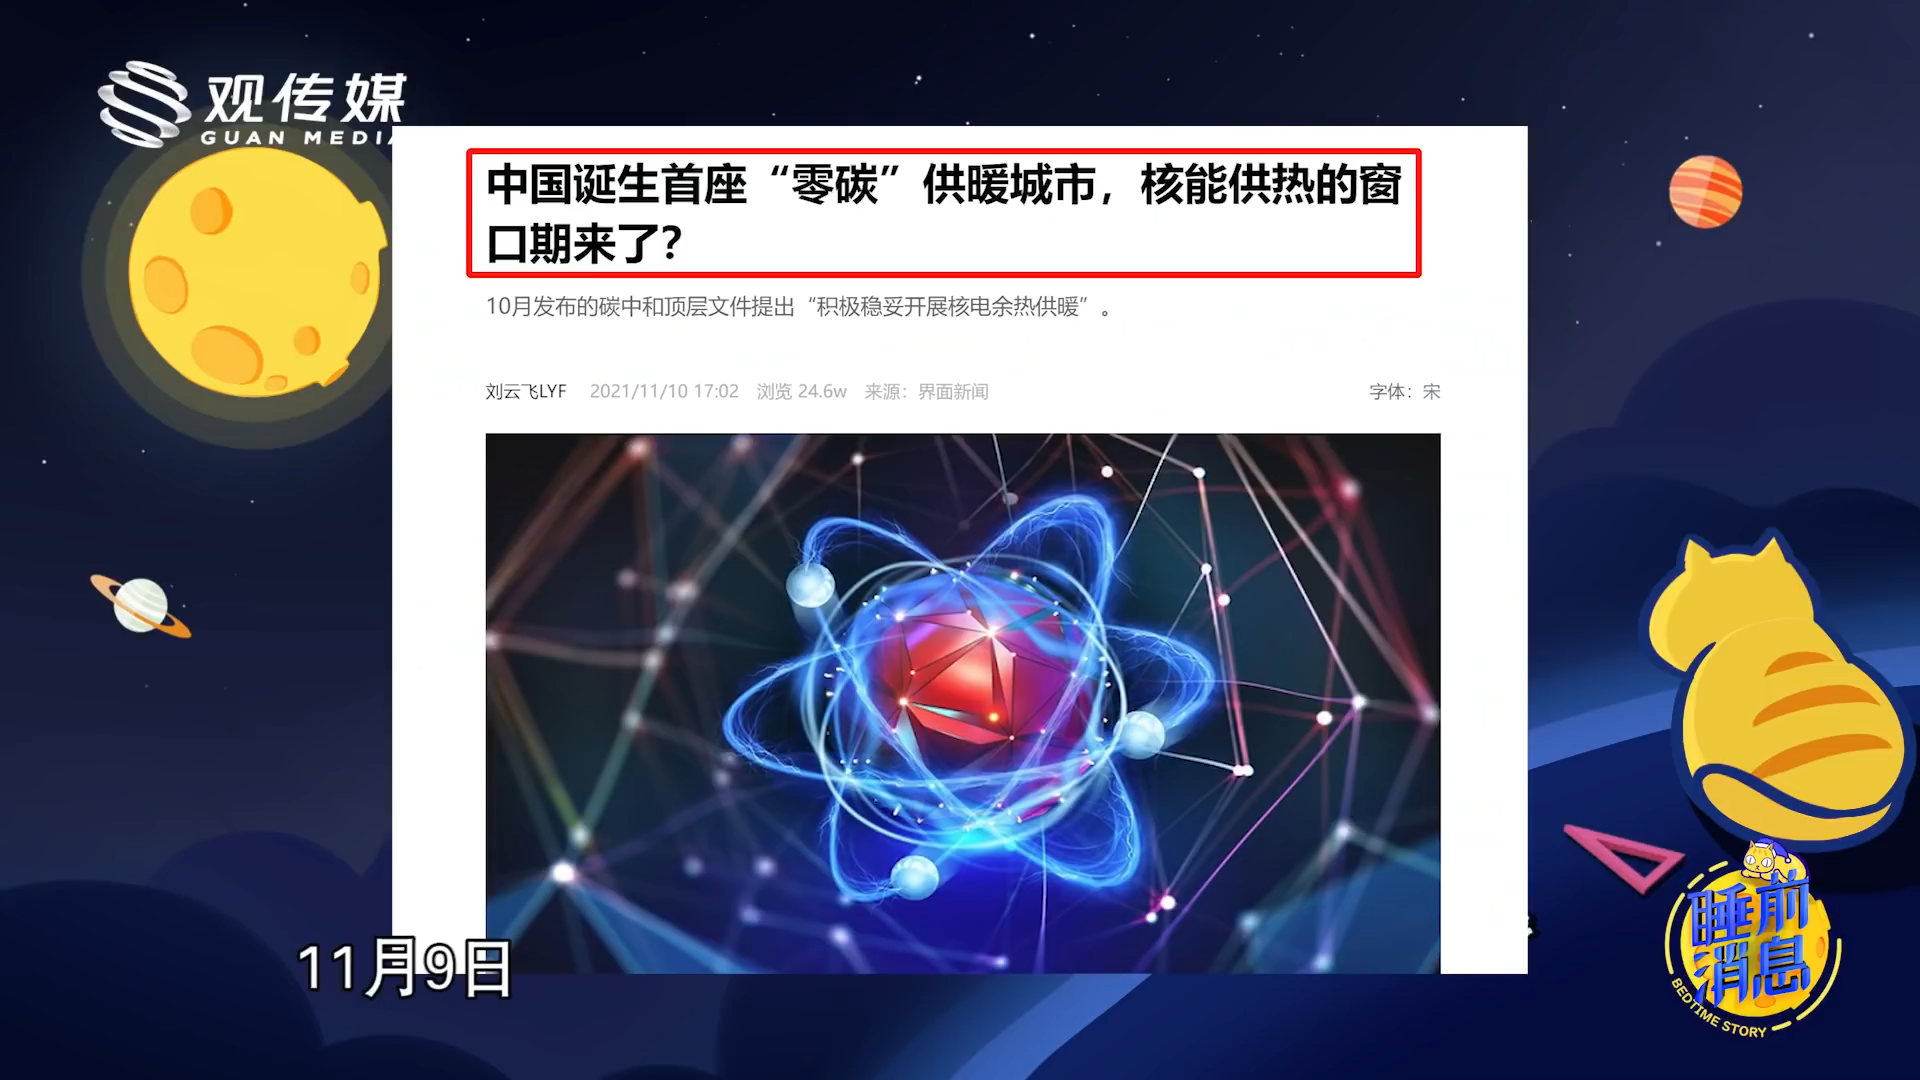 观传媒
GUAN MEDIA
中国诞生首座“零碳”供暖城市，核能供热的窗
口期来了？
10月发布的碳中和顶层文件提出“积极稳妥开展核电余热供暖”。
刘云飞LYF 2021/11/10 17:02 浏览 24.6w 来源：界面新闻 字体：宋
11月9日
睡前
消息
BEDTIME STORY